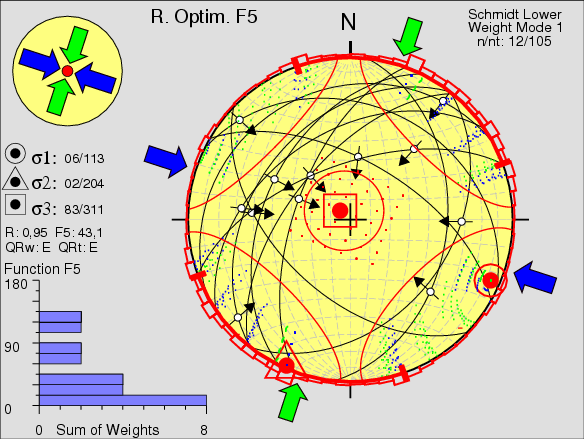 R. Optim. F5
N
Schmidt Lower
Weight Mode 1
n/nt: 12/105
σ1: 06/113
σ2: 02/204
σ3: 83/311
R: 0,95 F5: 43,1
QRw: E QRt: E
Function F5
180
90
0
0 Sum of Weights 8